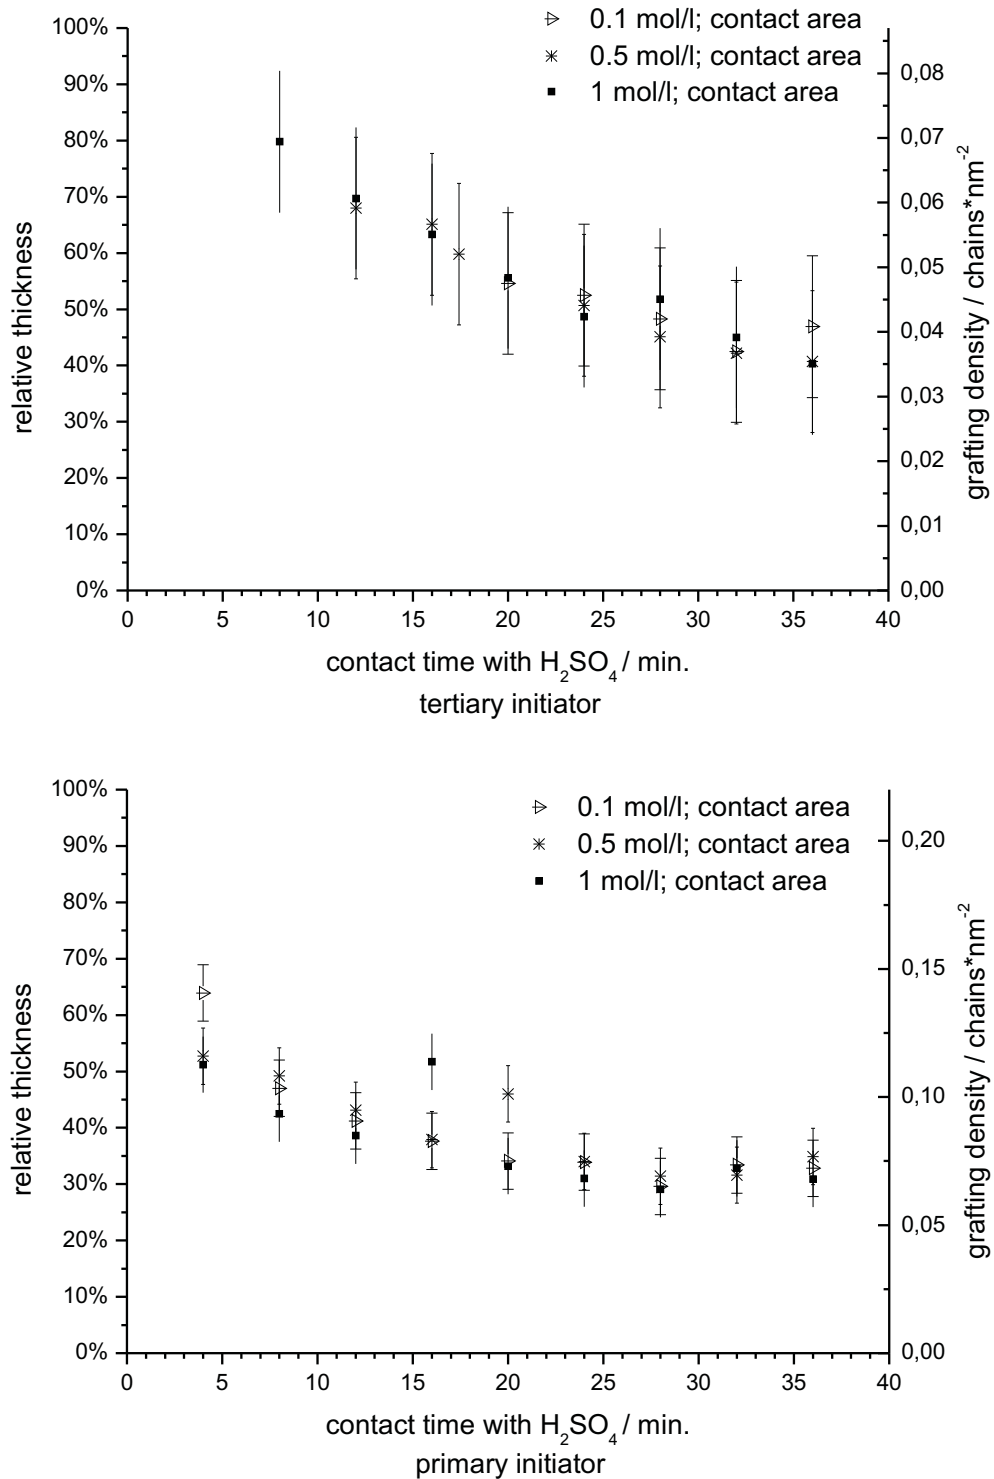 0.1 mol/l; contact area
0.5 mol/l; contact area
1 mol/l; contact area
100%
90%
80%
70%
60%
50%
40%
30%
20%
10%
0%
relative thickness
0,08
0,07
0,06
0,05
0,04
0,03
0,02
0,01
0,00
grafting density / chains*nm-2
0 5 10 15 20 25 30 35 40
contact time with H2SO4 / min.
tertiary initiator
0.1 mol/l; contact area
0.5 mol/l; contact area
1 mol/l; contact area
100%
90%
80%
70%
60%
50%
40%
30%
20%
10%
0%
relative thickness
0,20
0,15
0,10
0,05
0,00
grafting density / chains*nm-2
0 5 10 15 20 25 30 35 40
contact time with H2SO4 / min.
primary initiator